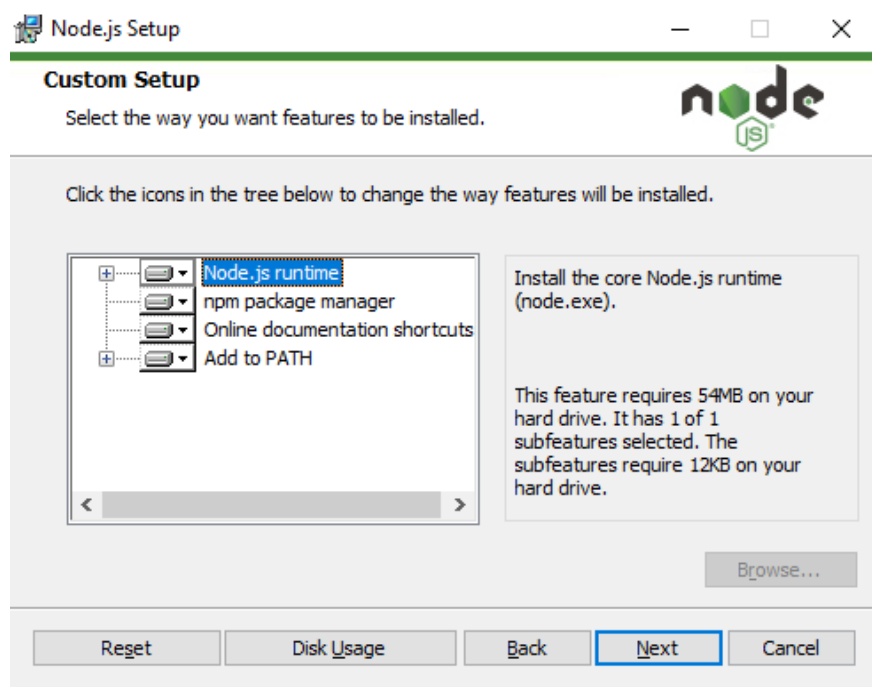 Node.js Setup
Custom Setup
Select the way you want features to be installed.
node
JS
Click the icons in the tree below to change the way features will be installed.
Node.js runtime
npm package manager
Online documentation shortcuts
Add to PATH
Install the core Node.js runtime
(node.exe).
This feature requires 54MB on your
hard drive. It has 1 of 1
subfeatures selected. The
subfeatures require 12KB on your
hard drive.
Browse...
Reset
Disk Usage
Back
Next
Cancel